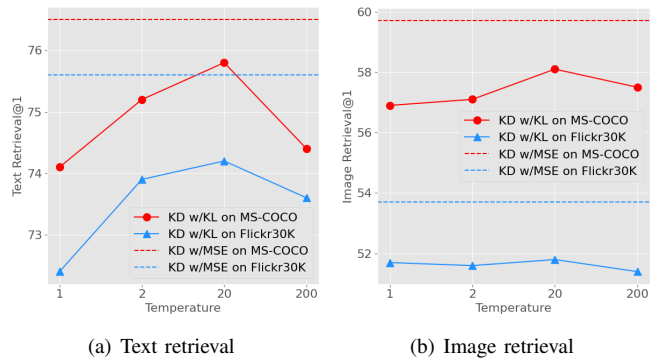 76
75
74
73
Text Retrieval@1
KD w/KL on MS-COCO
KD w/KL on Flickr30K
KD w/MSE on MS-COCO
KD w/MSE on Flickr30K
1 2 20 200
Temperature
(a) Text retrieval
60
58
56
54
52
Image Retrieval@1
KD w/KL on MS-COCO
KD w/KL on Flickr30K
KD w/MSE on MS-COCO
KD w/MSE on Flickr30K
1 2 20 200
Temperature
(b) Image retrieval